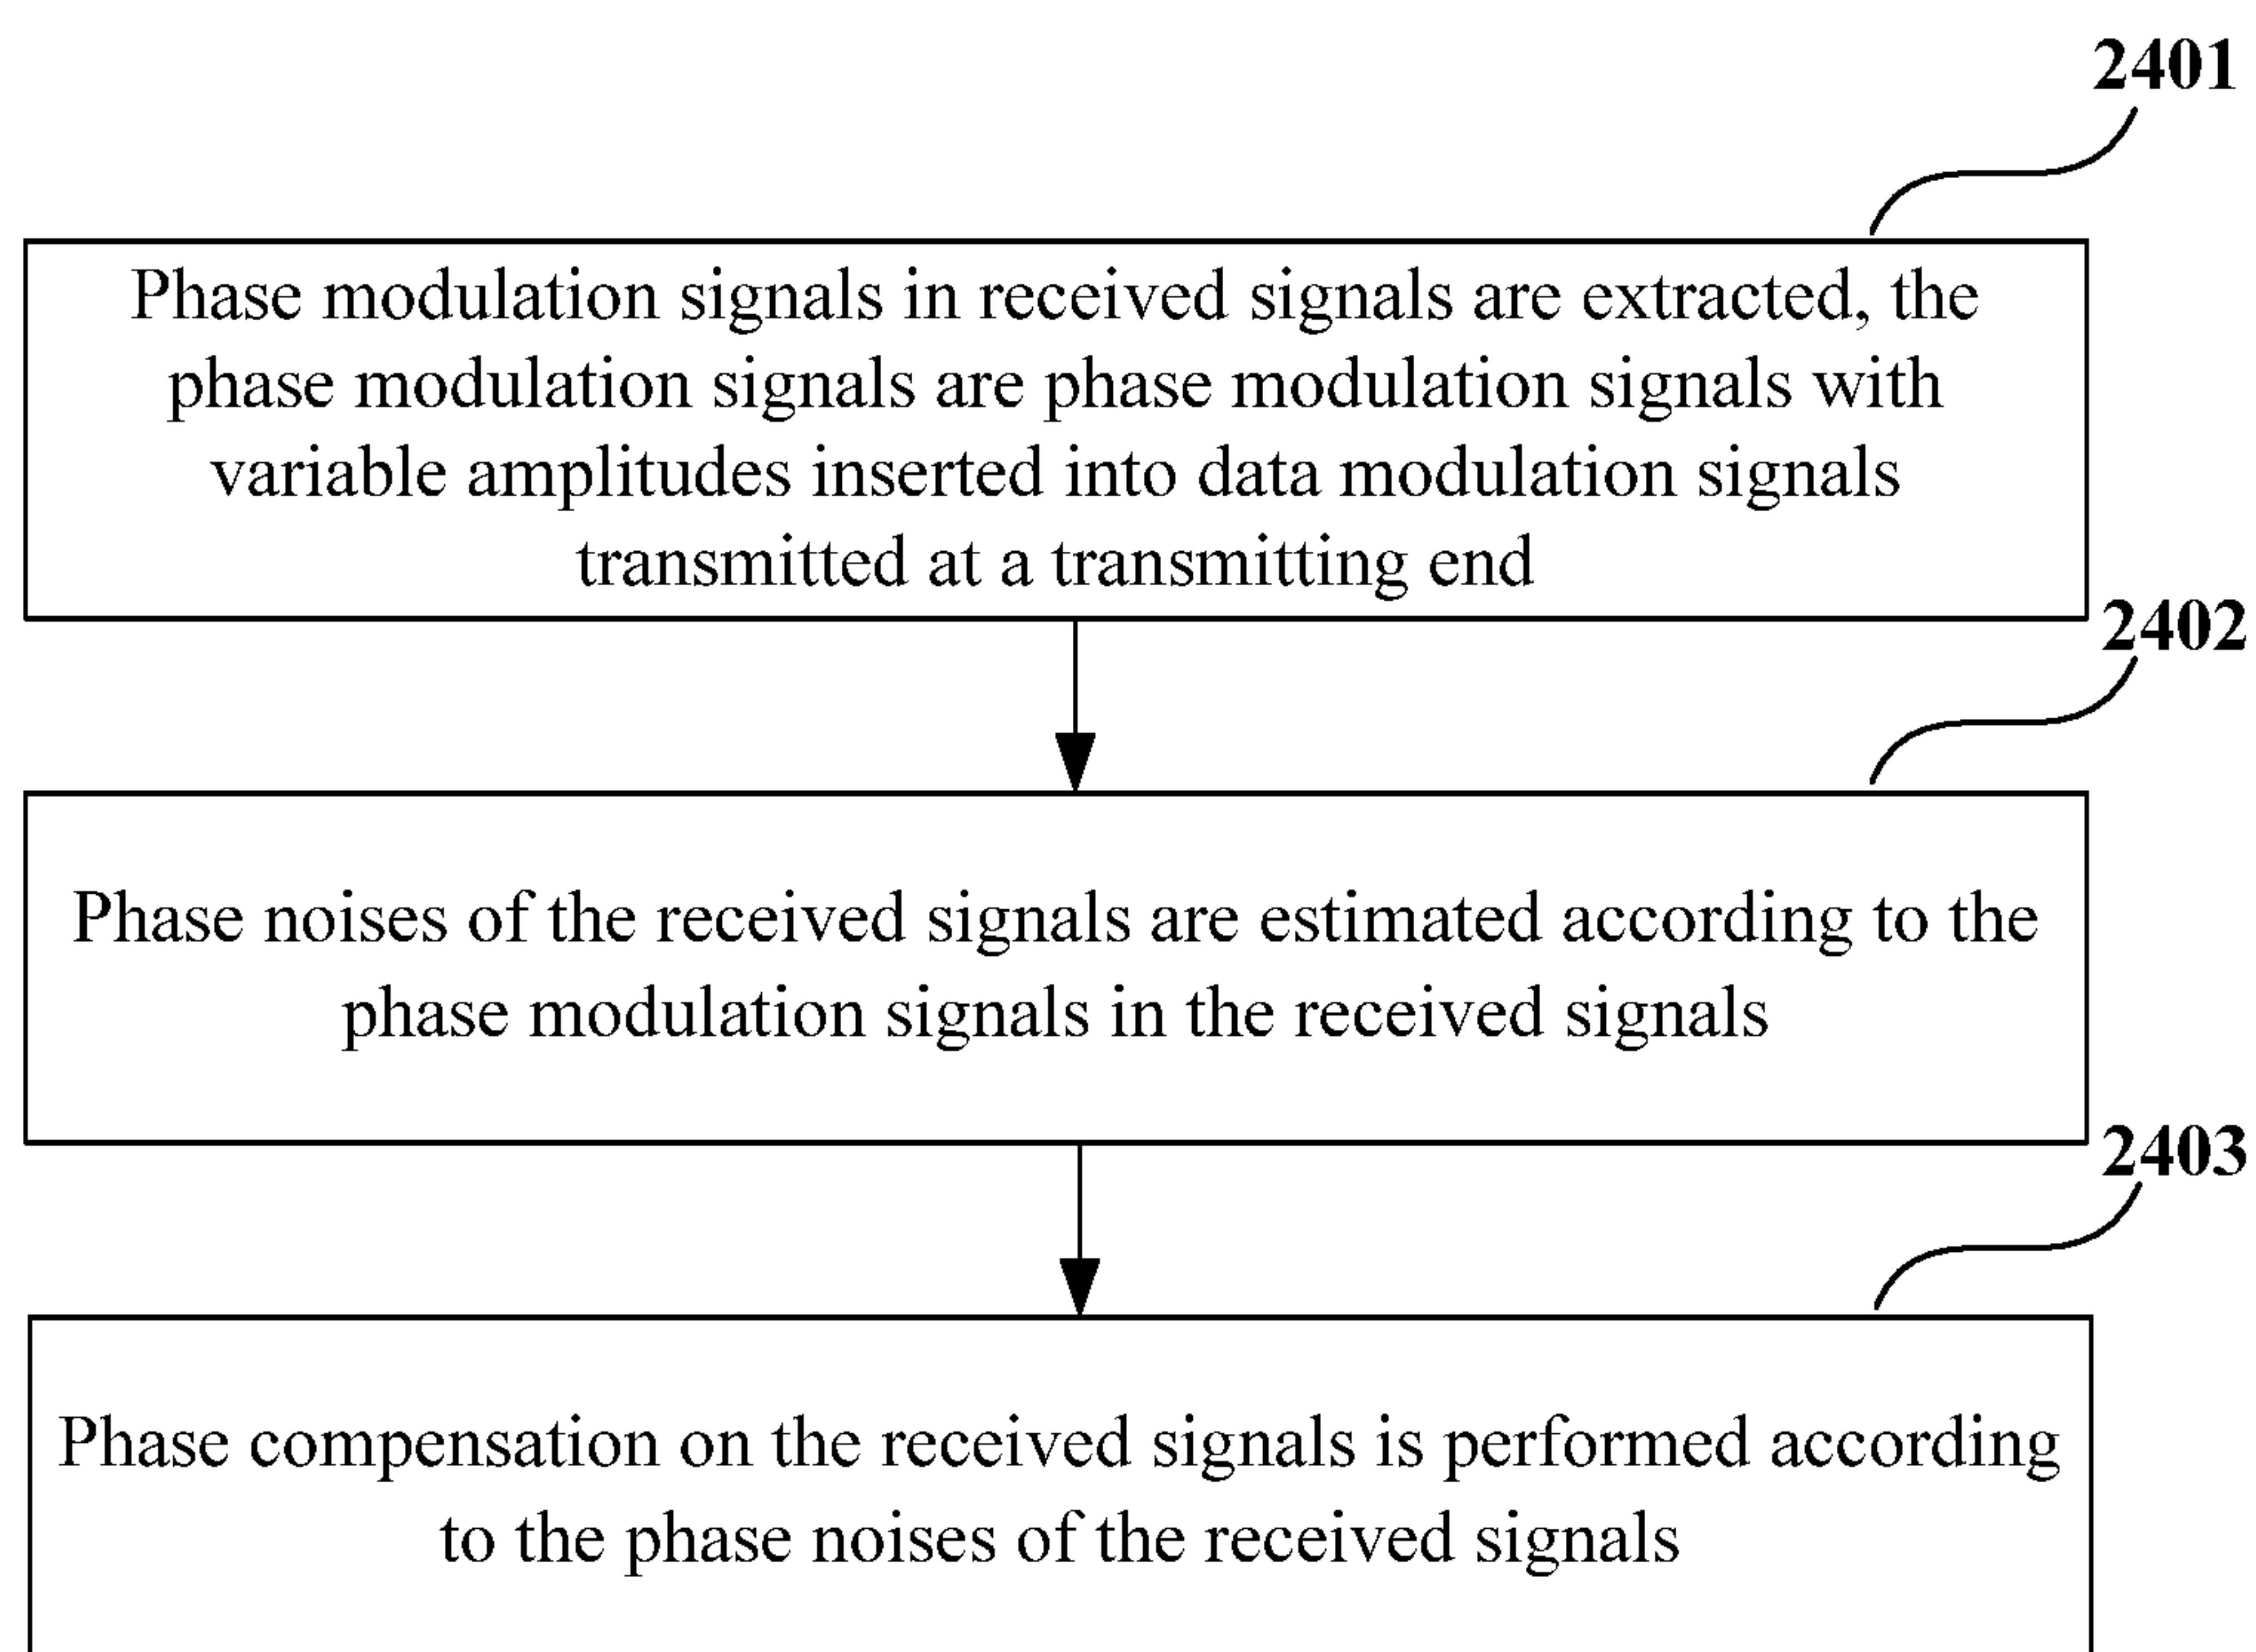 2401
Phase modulation signals in received signals are extracted, the
phase modulation signals are phase modulation signals with
variable amplitudes inserted into data modulation signals
transmitted at a transmitting end
2402
Phase noises of the received signals are estimated according to the
phase modulation signals in the received signals
2403
Phase compensation on the received signals is performed according
to the phase noises of the received signals